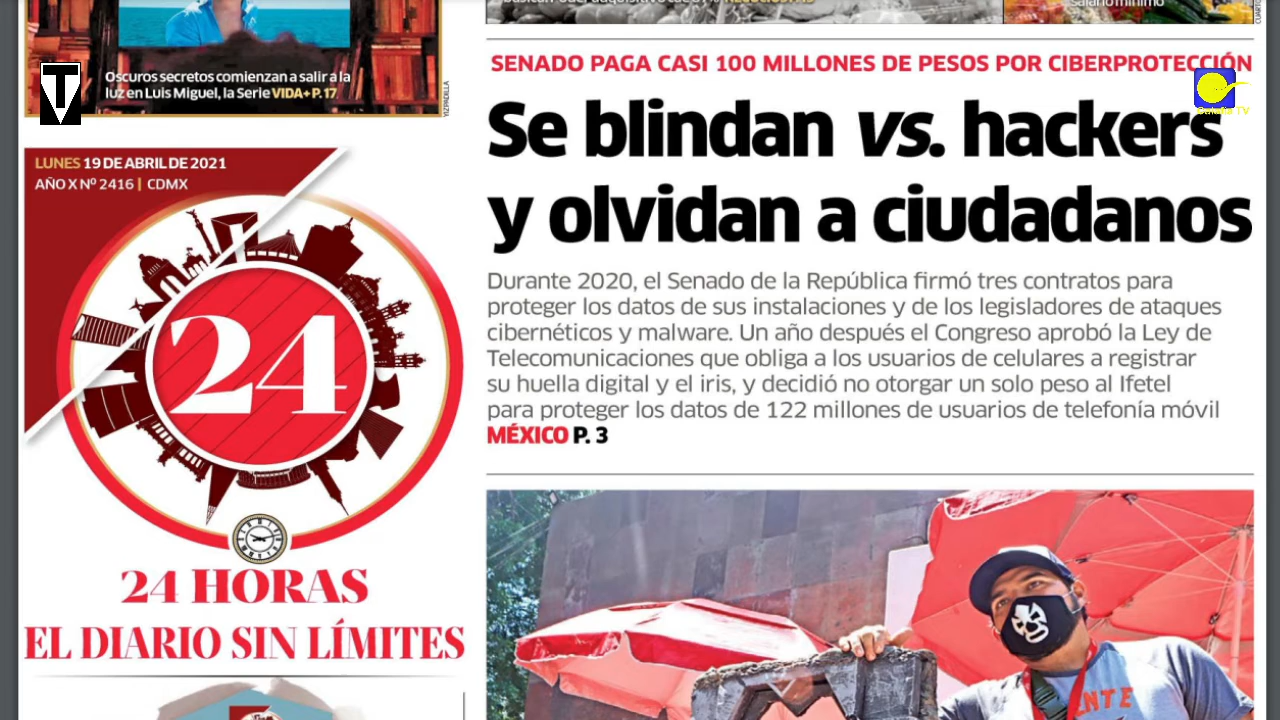 salario mínimo
Oscuros secretos comienzan a salir a la
luz en Luis Miguel, la Serie VIDA+ P. 17
YIZPADILLA
T
LUNES 19 DE ABRIL DE 2021
AÑO X Nº 2416 | CDMX
24
24 HORAS
EL DIARIO SIN LÍMITES
SENADO PAGA CASI 100 MILLONES DE PESOS POR CIBERPROTECCIÓN
Se blindan vs. hackers
y olvidan a ciudadanos
Durante 2020, el Senado de la República firmó tres contratos para
proteger los datos de sus instalaciones y de los legisladores de ataques
cibernéticos y malware. Un año después el Congreso aprobó la Ley de
Telecomunicaciones que obliga a los usuarios de celulares a registrar
su huella digital y el iris, y decidió no otorgar un solo peso al Ifetel
para proteger los datos de 122 millones de usuarios de telefonía móvil
MÉXICO P. 3
TV